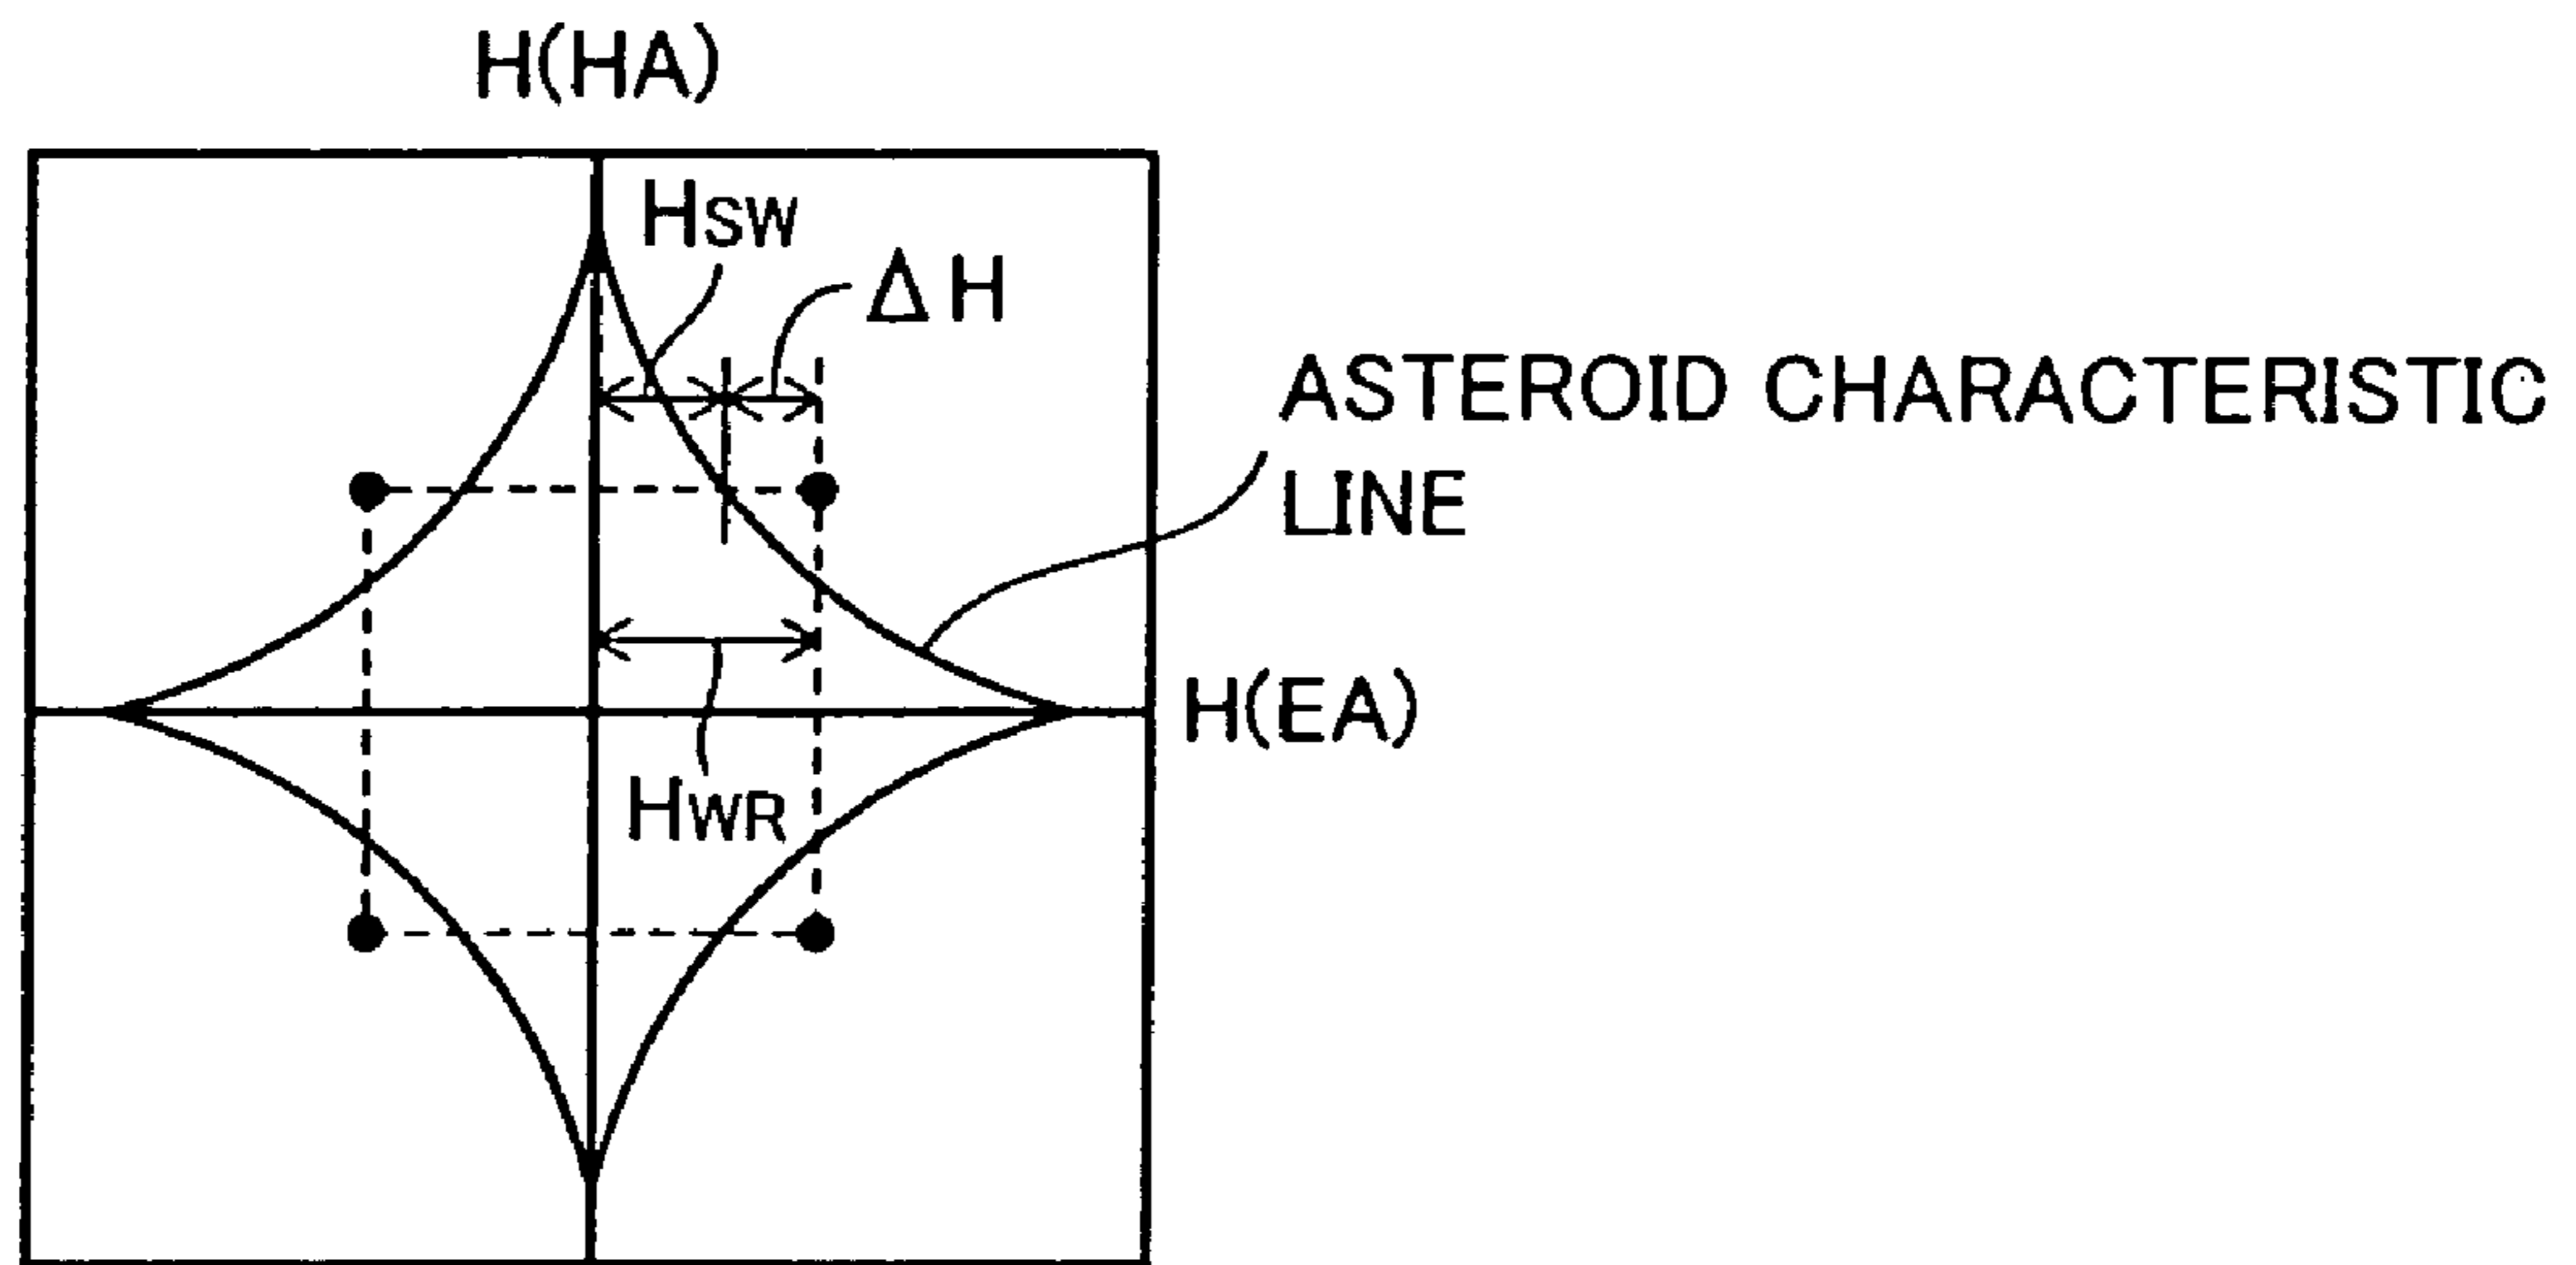 H(HA)
HSW
ΔH
ASTEROID CHARACTERISTIC
LINE
H(EA)
HWR